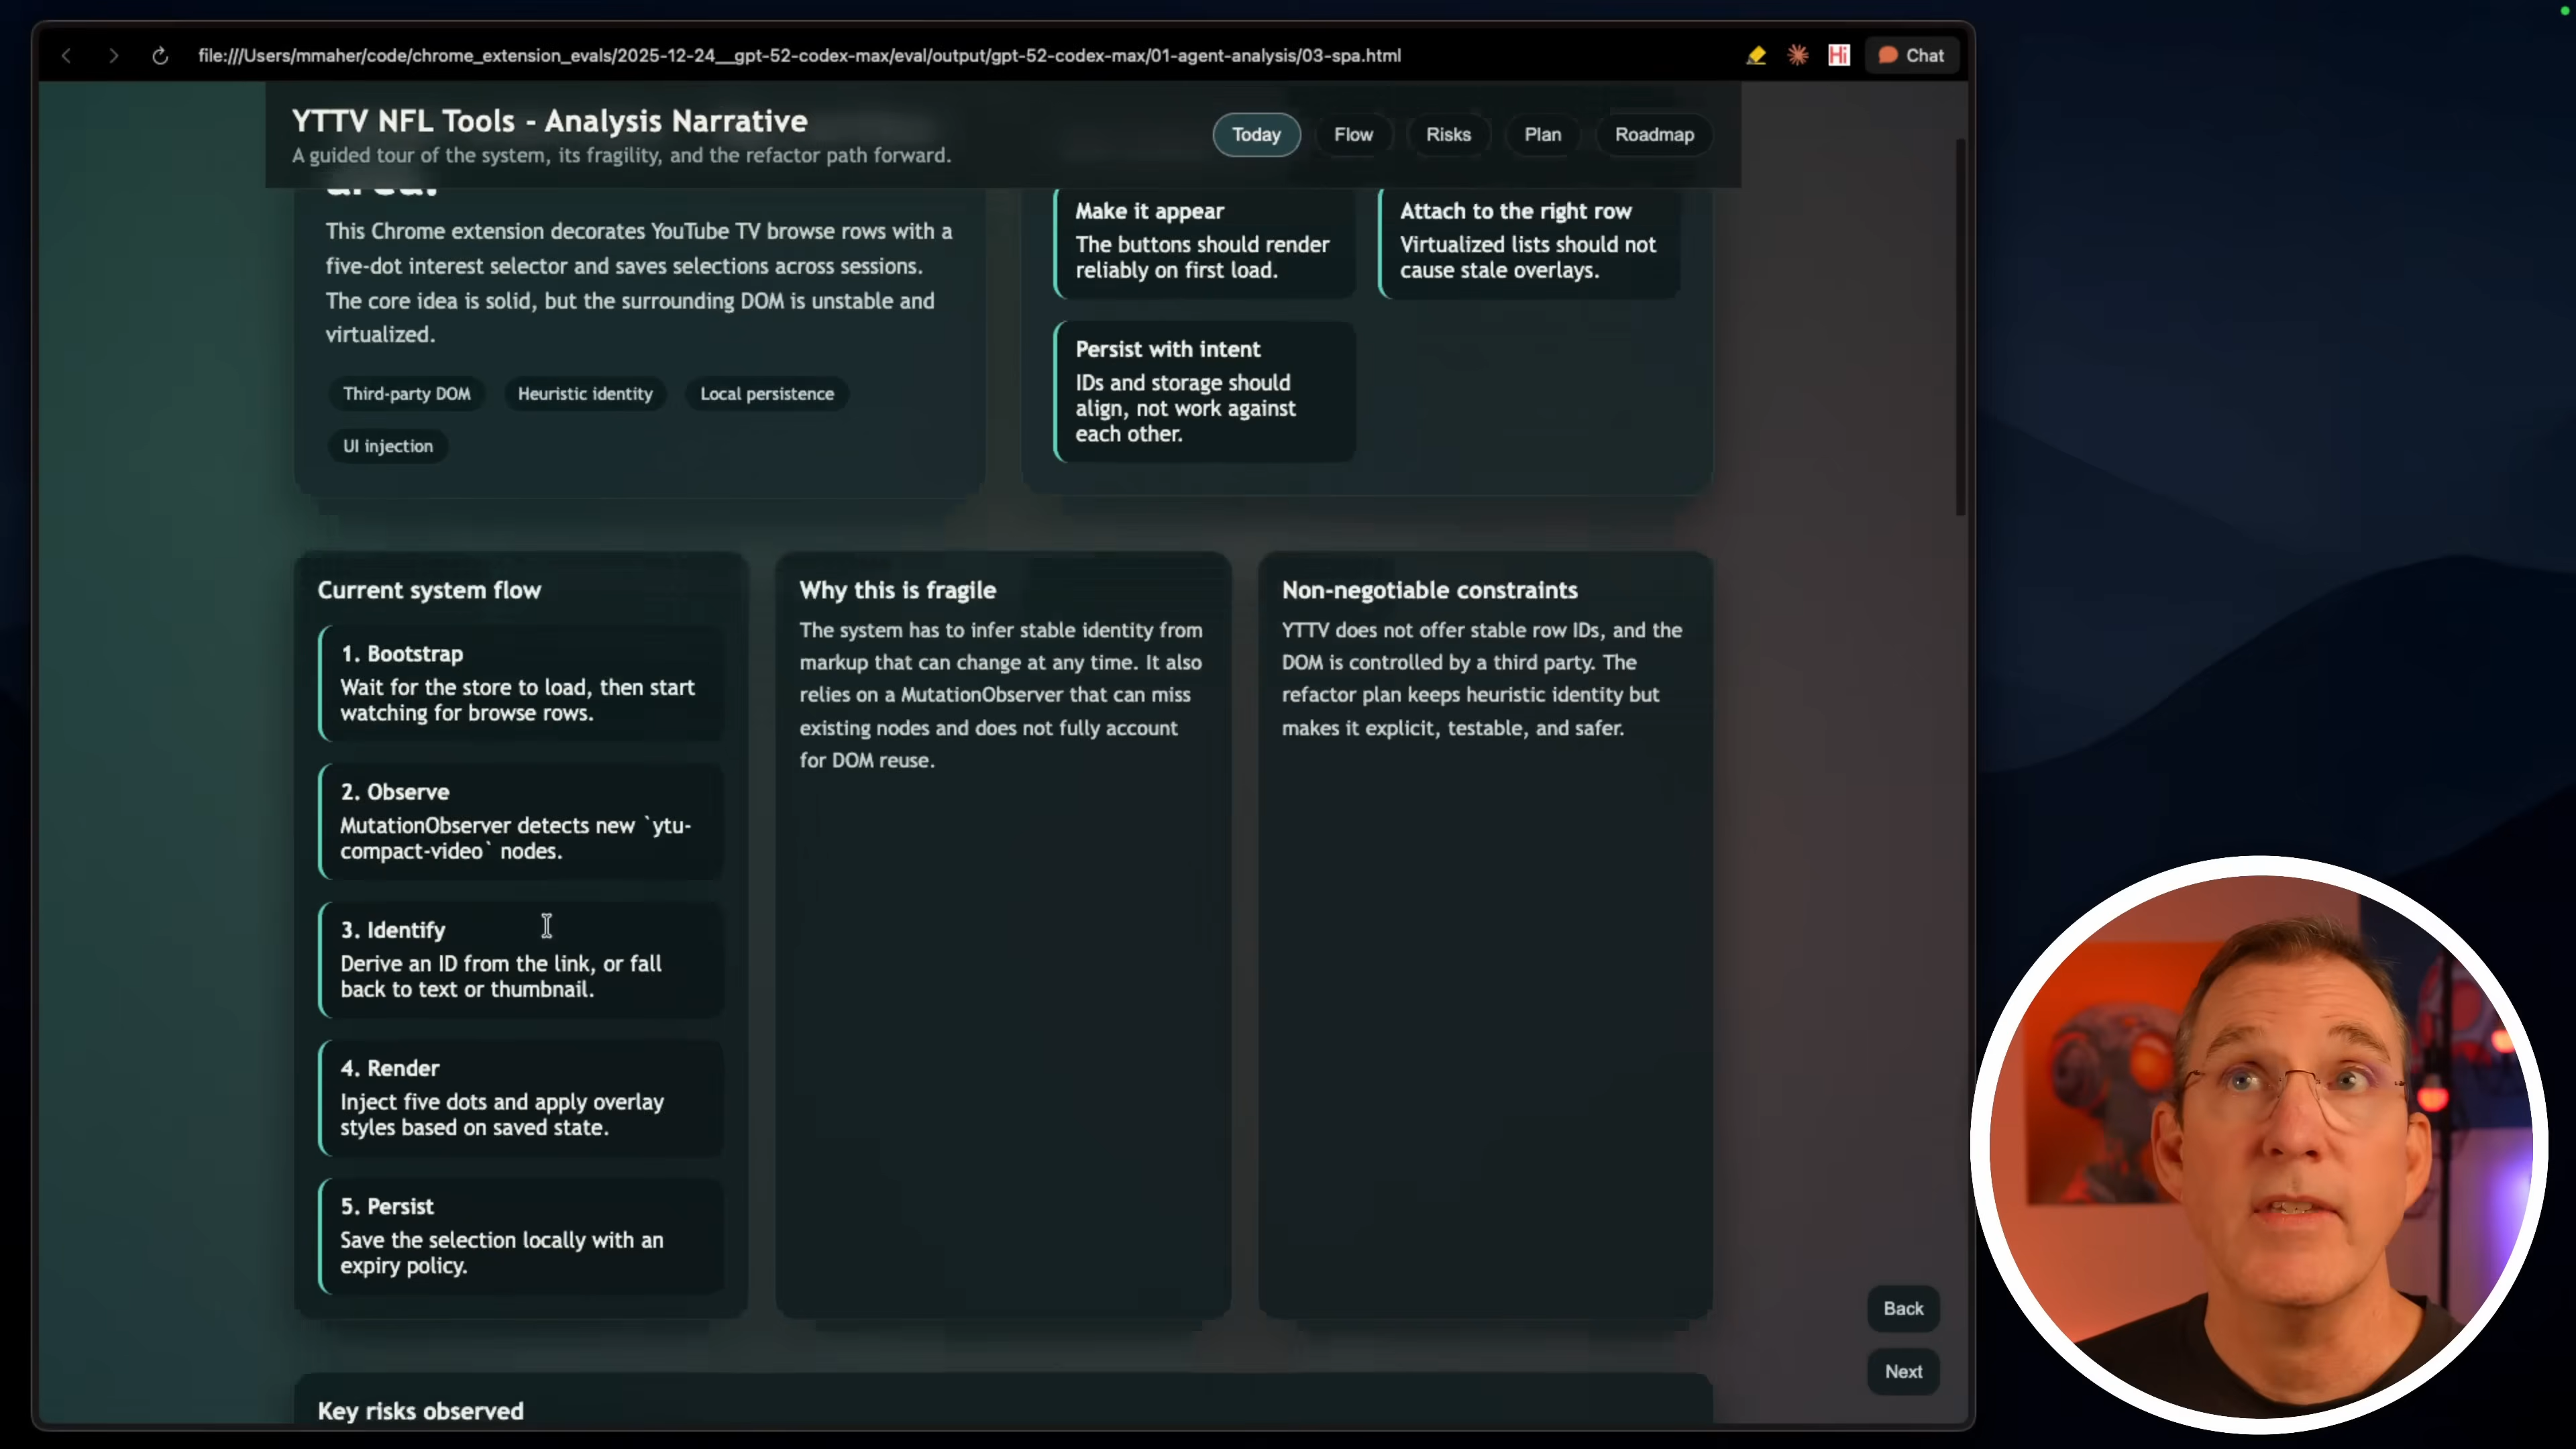 file:///Users/mmaher/code/chrome_extension_evals/2025-12-24__gpt-52-codex-max/eval/output/gpt-52-codex-max/01-agent-analysis/03-spa.html
Hi
Chat
YTTV NFL Tools - Analysis Narrative
A guided tour of the system, its fragility, and the refactor path forward.
Today
Flow
Risks
Plan
Roadmap
This Chrome extension decorates YouTube TV browse rows with a
five-dot interest selector and saves selections across sessions.
The core idea is solid, but the surrounding DOM is unstable and
virtualized.
Third-party DOM
Heuristic identity
Local persistence
UI injection
Make it appear
The buttons should render
reliably on first load.
Attach to the right row
Virtualized lists should not
cause stale overlays.
Persist with intent
IDs and storage should
align, not work against
each other.
Current system flow
1. Bootstrap
Wait for the store to load, then start
watching for browse rows.
2. Observe
MutationObserver detects new `ytu-
compact-video` nodes.
3. Identify
Derive an ID from the link, or fall
back to text or thumbnail.
4. Render
Inject five dots and apply overlay
styles based on saved state.
5. Persist
Save the selection locally with an
expiry policy.
Why this is fragile
The system has to infer stable identity from
markup that can change at any time. It also
relies on a MutationObserver that can miss
existing nodes and does not fully account
for DOM reuse.
Non-negotiable constraints
YTTV does not offer stable row IDs, and the
DOM is controlled by a third party. The
refactor plan keeps heuristic identity but
makes it explicit, testable, and safer.
Back
Next
Key risks observed